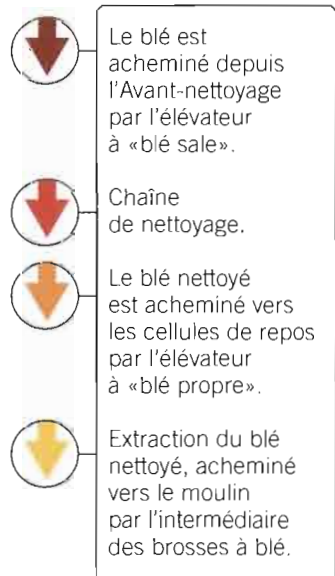 Le blé est
acheminé depuis
l'Avant-nettoyage
par l'élévateur
à «blé sale».
Chaîne
de nettoyage.
Le blé nettoyé
est acheminé vers
les cellules de repos
par l'élévateur
à «blé propre».
Extraction du blé
nettoyé, acheminé
vers le moulin
par l'intermédiaire
des brosses à blé.